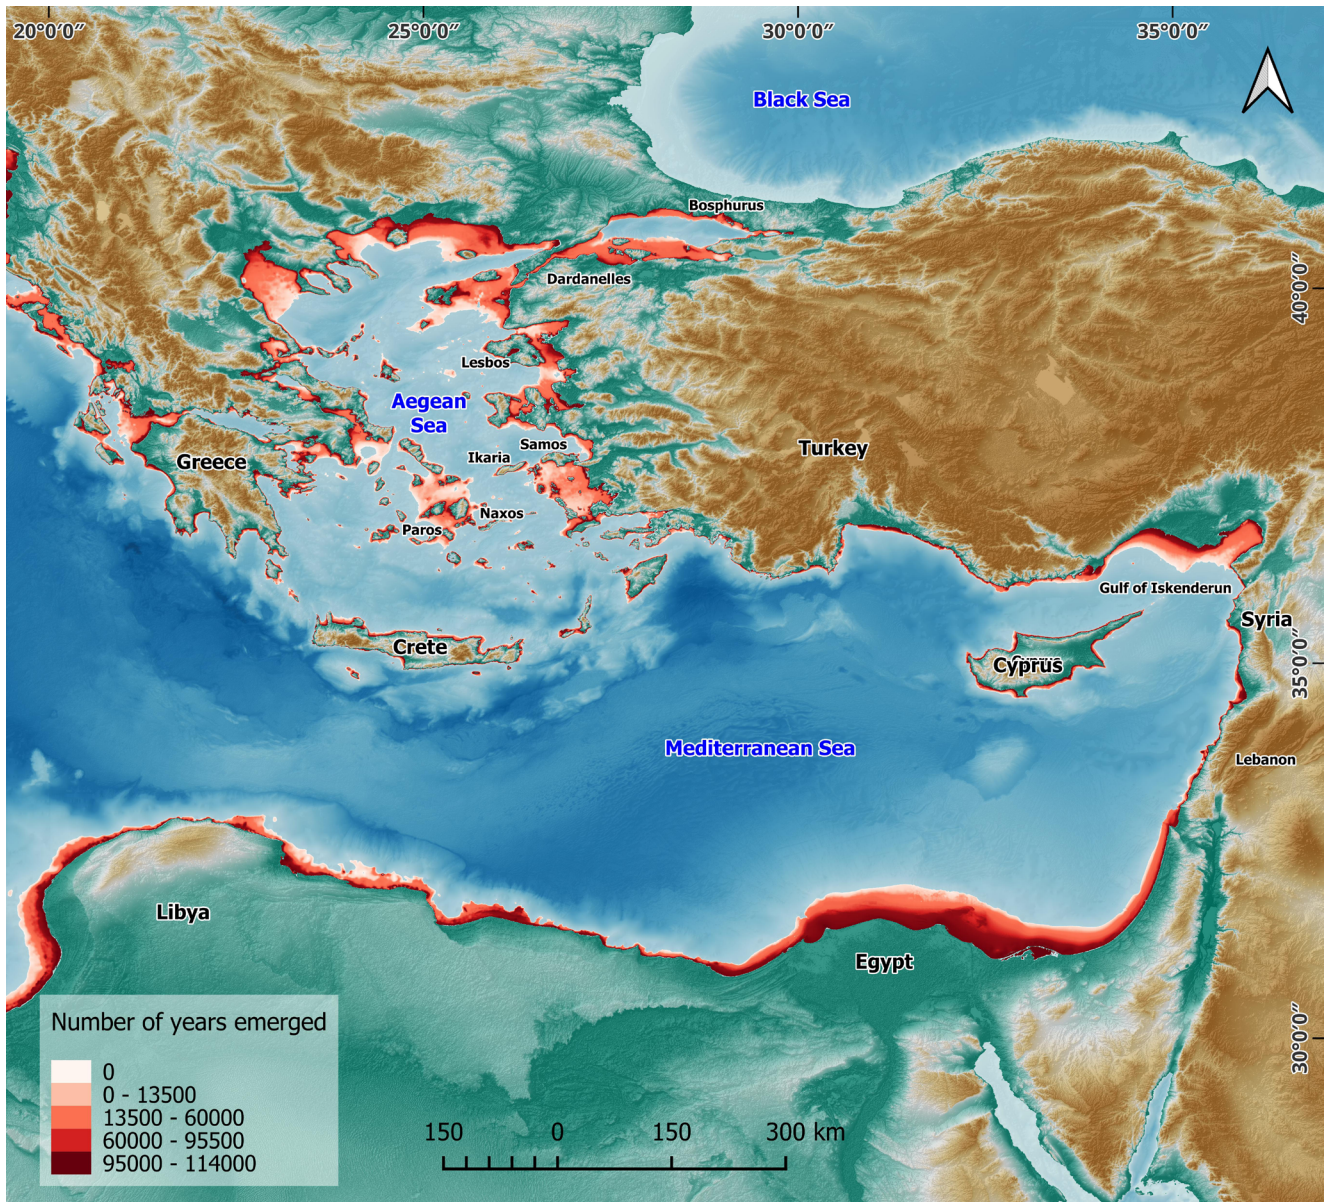 20°0′0″ 25°0′0″ 30°0′0″ 35°0′0″
Black Sea
Bosphurus
Dardanelles
40°0′0″
Lesbos
Aegean
Sea
Samos
Ikaria
Greece
Turkey
Naxos
Paros
Gulf of Iskenderun
Syria
Crete
Cyprus
35°0′0″
Mediterranean Sea
Lebanon
Libya
Egypt
30°0′0″
Number of years emerged
0
0 - 13500
13500 - 60000
60000 - 95500
95000 - 114000
150 0 150 300 km